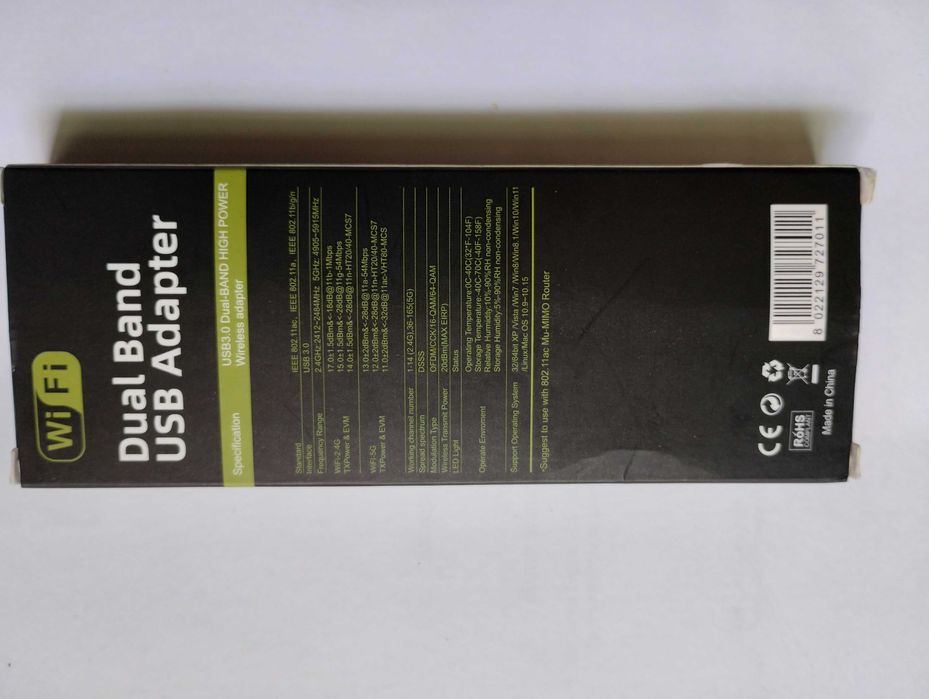 WiFi
Dual Band
USB Adapter
USB3.0 Dual-BAND HIGH POWER
Wireless adapter
Specification
Standard IEEE 802.11ac, IEEE 802.11a, IEEE 802.11b/g/n
Interface USB 3.0
Frequency Range 2.4GHz:2412~2484MHz 5GHz: 4905~5915MHz
WiFi-2.4G
TXPower & EVM
17.0±1.5dBm&<-18dB@11b-1Mbps
15.0±1.5dBm&<-28dB@11g-54Mbps
14.0±1.5dBm&<-28dB@11n-HT20/40-MCS7
WiFi-5G
TXPower & EVM
13.0±2dBm&<-28dB@11a-54Mbps
12.0±2dBm&<-28dB@11n-HT20/40-MCS7
11.0±2dBm&<-32dB@11ac-VHT80-MCS
Working channel number 1-14 (2.4G),36-165(5G)
Spread spectrum DSSS
Modulation Type OFDM/CCK/16-QAM/64-QAM
Wireless Transmit Power 20dBm(MAX EIRP)
LED Light Status
Operate Enviroment
Operating Temperature:0C-40C(32°F-104F)
Storage Temperature:-40C-70C(-40F-158F)
Relative Hurmidity:10%-90%RH non-condensing
Storage Humidity:5%-90%RH non-condensing
Support Operating System 32/64bit XP /Vista /Win7 /Win8/Win8.1/Win10/Win11
/Linux/Mac OS 10.9~10.15
-Suggest to use with 802.11ac Mu-MIMO Router
CE
RoHS
COMPLIANT
Made in China
8 022129 727011